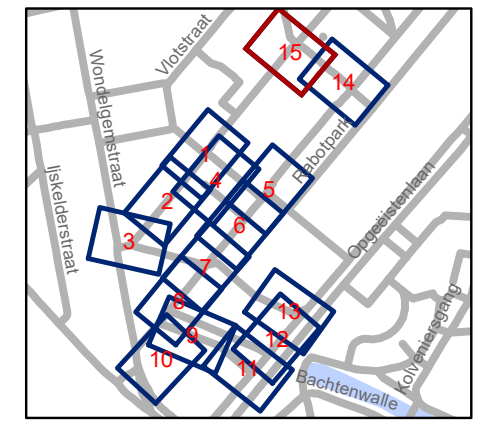 15
14
Vlotstraat
Wondelgemstraat
Rabotpark
1
4
5
2
Ijskelderstraat
6
3
Opgeëistenlaan
7
8
13
9
12
10
11
Kolveniersgang
Bachtenwalle